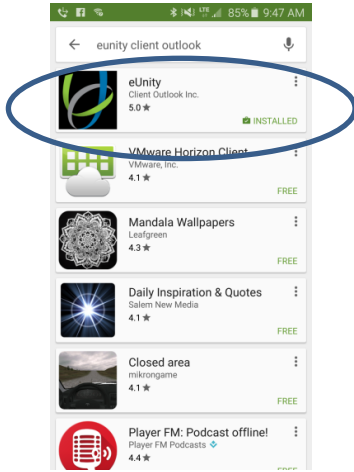 85% 9:47 AM
eunity client outlook
eUnity
Client Outlook Inc.
5.0★
INSTALLED
VMware Horizon Client
VMware, Inc.
4.1★
FREE
Mandala Wallpapers
Leafgreen
4.3★
FREE
Daily Inspiration & Quotes
Salem New Media
4.1★
FREE
Closed area
mikrongame
4.1★
FREE
Player FM: Podcast offline!
Player FM Podcasts
4.4★
FREE